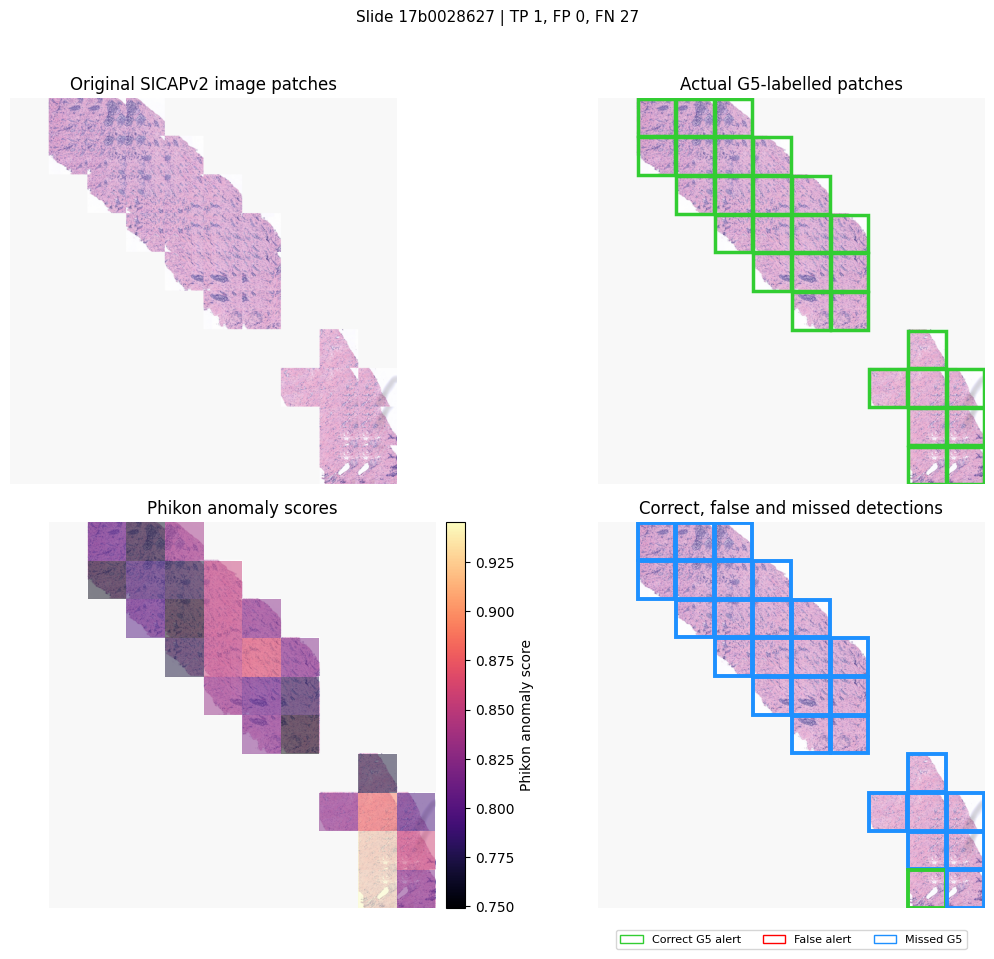 Slide 17b0028627 | TP 1, FP 0, FN 27
Original SICAPv2 image patches
Actual G5-labelled patches
Phikon anomaly scores
0.925
0.900
0.875
0.850
0.825
0.800
0.775
0.750
Phikon anomaly score
Correct, false and missed detections
Correct G5 alert
False alert
Missed G5